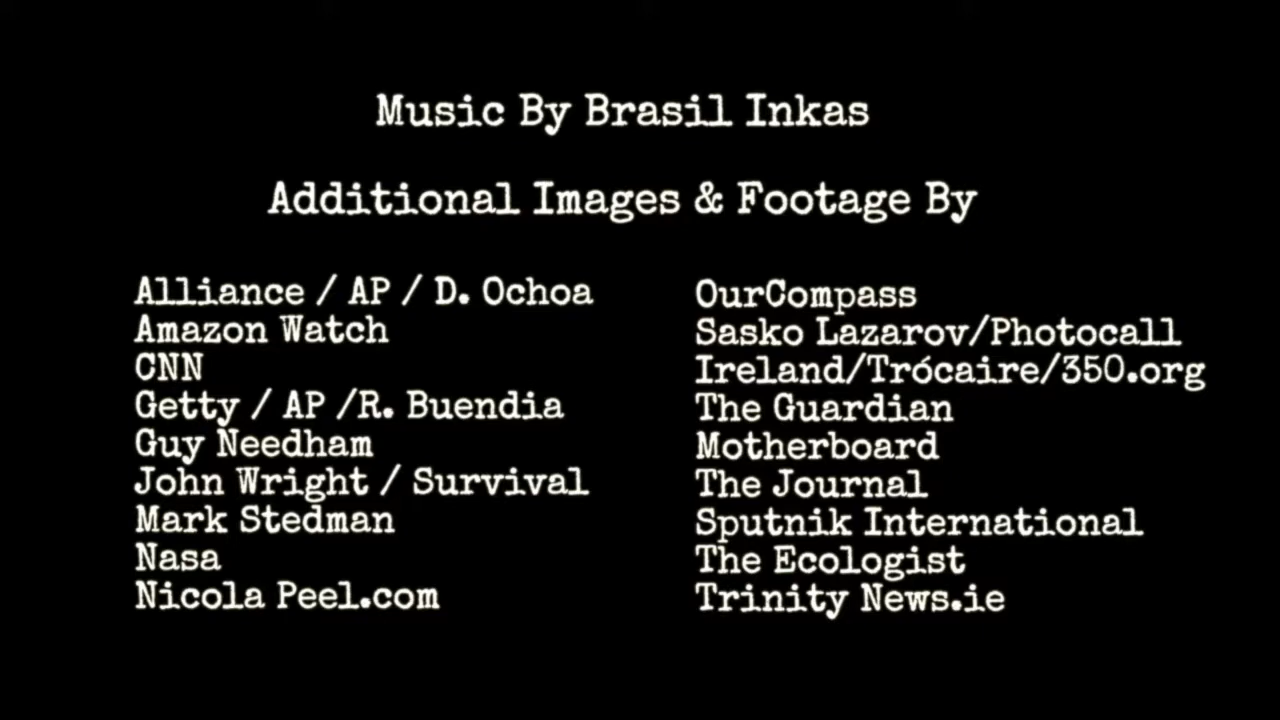 Music By Brasil Inkas
Additional Images & Footage By
Alliance / AP / D. Ochoa
Amazon Watch
CNN
Getty / AP /R. Buendia
Guy Needham
John Wright / Survival
Mark Stedman
Nasa
Nicola Peel.com
OurCompass
Sasko Lazarov/Photocall
Ireland/Trócaire/350.org
The Guardian
Motherboard
The Journal
Sputnik International
The Ecologist
Trinity News.ie